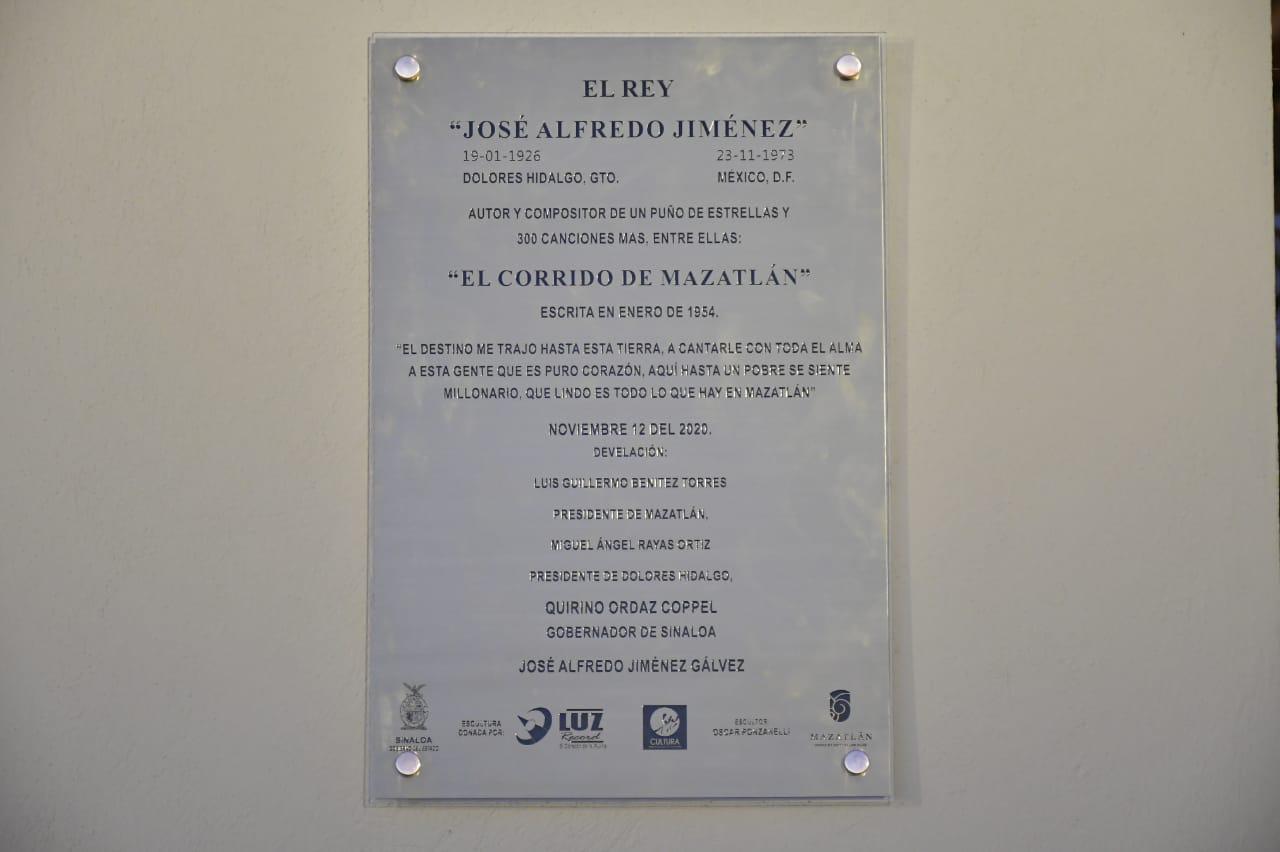 EL REY
“JOSÉ ALFREDO JIMÉNEZ”
19-01-1926 23-11-1973
DOLORES HIDALGO, GTO. MÉXICO, D.F.
AUTOR Y COMPOSITOR DE UN PUÑO DE ESTRELLAS Y
300 CANCIONES MAS, ENTRE ELLAS:
“EL CORRIDO DE MAZATLÁN”
ESCRITA EN ENERO DE 1954.
“EL DESTINO ME TRAJO HASTA ESTA TIERRA, A CANTARLE CON TODA EL ALMA
A ESTA GENTE QUE ES PURO CORAZÓN, AQUÍ HASTA UN POBRE SE SIENTE
MILLONARIO, QUE LINDO ES TODO LO QUE HAY EN MAZATLÁN”
NOVIEMBRE 12 DEL 2020.
DEVELACIÓN:
LUIS GUILLERMO BENITEZ TORRES
PRESIDENTE DE MAZATLÁN,
MIGUEL ÁNGEL RAYAS ORTIZ
PRESIDENTE DE DOLORES HIDALGO,
QUIRINO ORDAZ COPPEL
GOBERNADOR DE SINALOA
JOSÉ ALFREDO JIMÉNEZ GÁLVEZ
SINALOA
GOBIERNO DEL ESTADO
ESCULTURA
DONADA POR:
LUZ
Record
CULTURA
ESCULTOR:
OSCAR PONZANELLI
MAZATLÁN